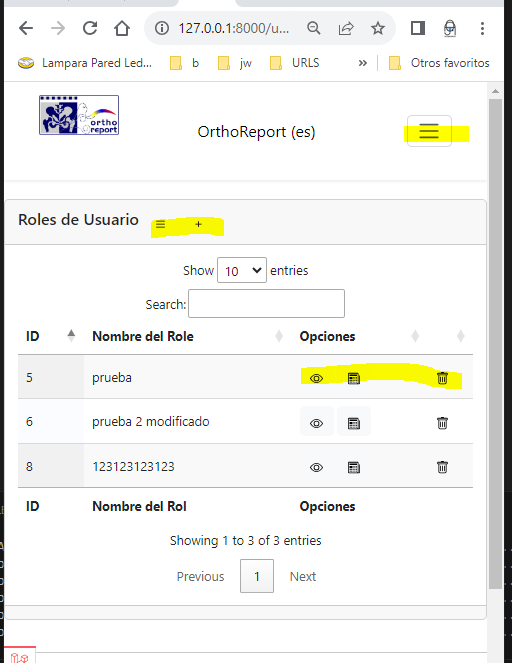 127.0.0.1:8000/u...
Lampara Pared Led... b jw URLS » Otros favoritos
ortho
report
OrthoReport (es)
Roles de Usuario +
Show 10 entries
Search:
ID Nombre del Role Opciones
5 prueba
6 prueba 2 modificado
8 123123123123
ID Nombre del Rol Opciones
Showing 1 to 3 of 3 entries
Previous 1 Next